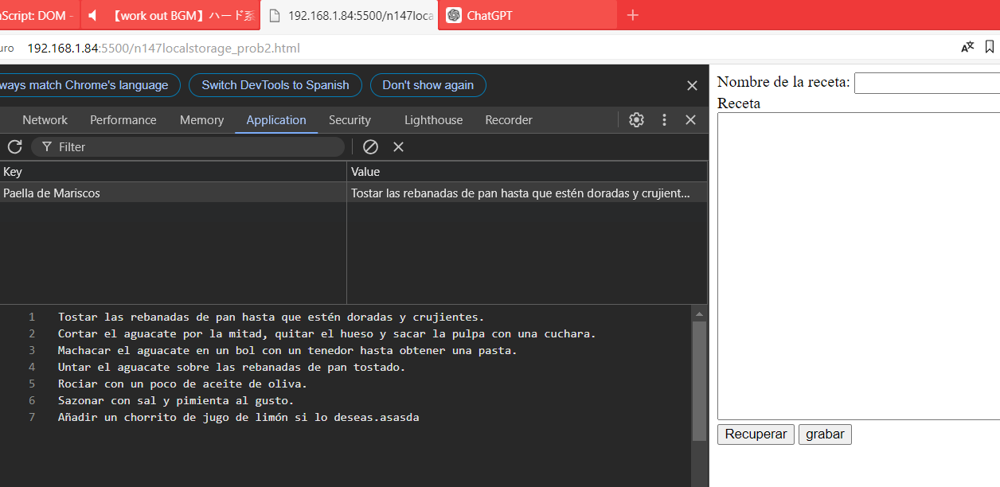 aScript: DOM -
【work out BGM】ハード系
192.168.1.84:5500/n147loca
ChatGPT
uro
192.168.1.84:5500/n147localstorage_prob2.html
ways match Chrome's language
Switch DevTools to Spanish
Don't show again
Network
Performance
Memory
Application
Security
Lighthouse
Recorder
Filter
Key
Value
Paella de Mariscos
Tostar las rebanadas de pan hasta que estén doradas y crujient...
1 Tostar las rebanadas de pan hasta que estén doradas y crujientes.
2 Cortar el aguacate por la mitad, quitar el hueso y sacar la pulpa con una cuchara.
3 Machacar el aguacate en un bol con un tenedor hasta obtener una pasta.
4 Untar el aguacate sobre las rebanadas de pan tostado.
5 Rociar con un poco de aceite de oliva.
6 Sazonar con sal y pimienta al gusto.
7 Añadir un chorrito de jugo de limón si lo deseas.asasda
Nombre de la receta:
Receta
Recuperar
grabar